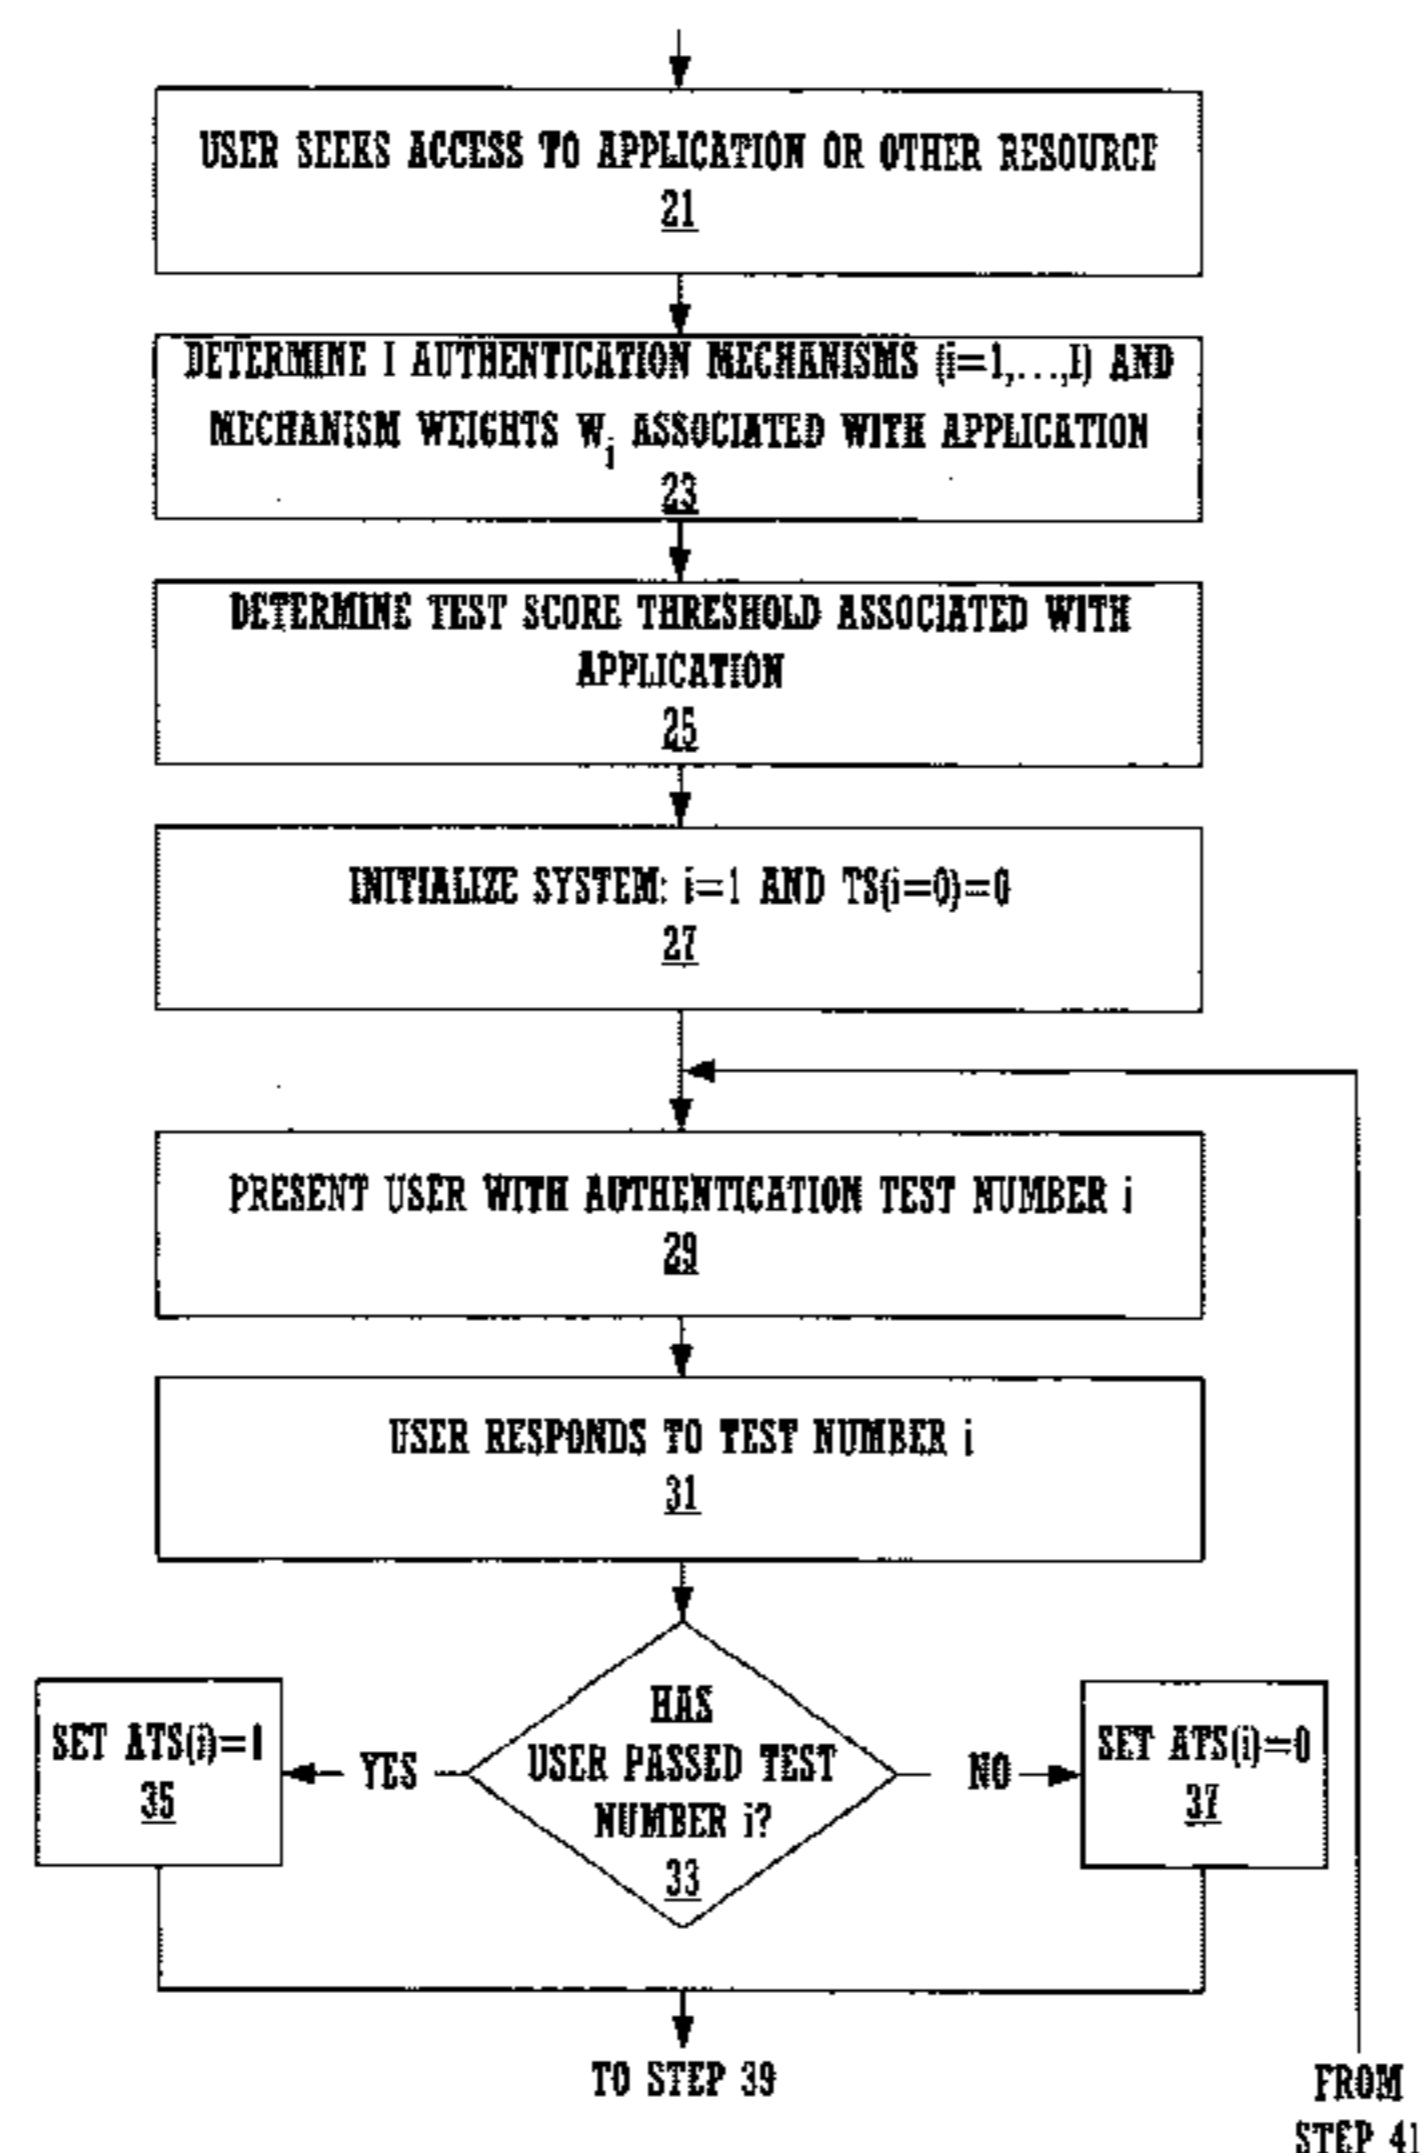 USER SEEKS ACCESS TO APPLICATION OR OTHER RESOURCE
21
DETERMINE I AUTHENTICATION MECHANISMS (i=1,...,I) AND
MECHANISM WEIGHTS wi ASSOCIATED WITH APPLICATION
23
DETERMINE TEST SCORE THRESHOLD ASSOCIATED WITH
APPLICATION
25
INITIALIZE SYSTEM: i=1 AND TS(i=0)=0
27
PRESENT USER WITH AUTHENTICATION TEST NUMBER i
29
USER RESPONDS TO TEST NUMBER i
31
HAS
USER PASSED TEST
NUMBER i?
33
YES
SET ATS(i)=1
35
NO
SET ATS(i)=0
37
TO STEP 39
FROM
STEP 41